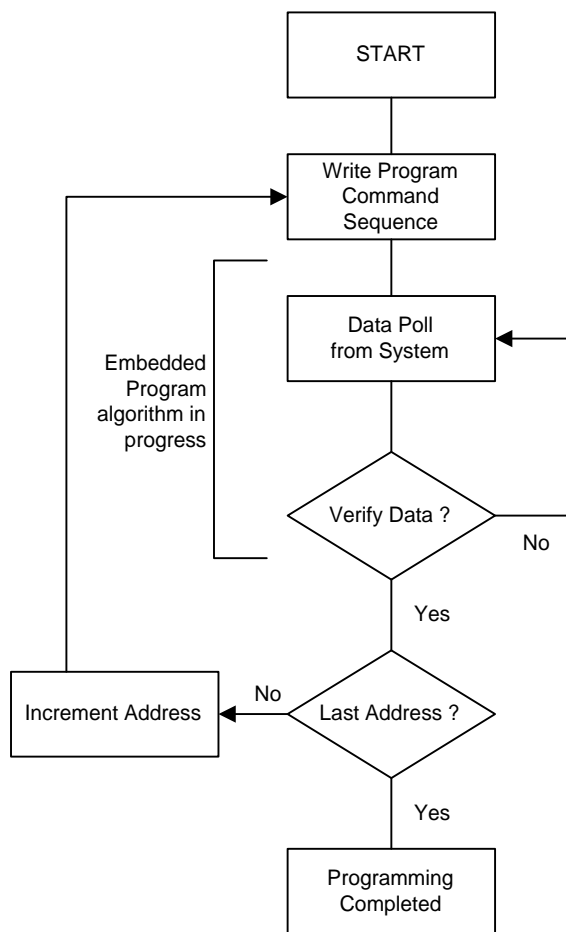 START
Write Program
Command
Sequence
Data Poll
from System
Embedded
Program
algorithm in
progress
Verify Data ?
No
Yes
No
Increment Address
Last Address ?
Yes
Programming
Completed